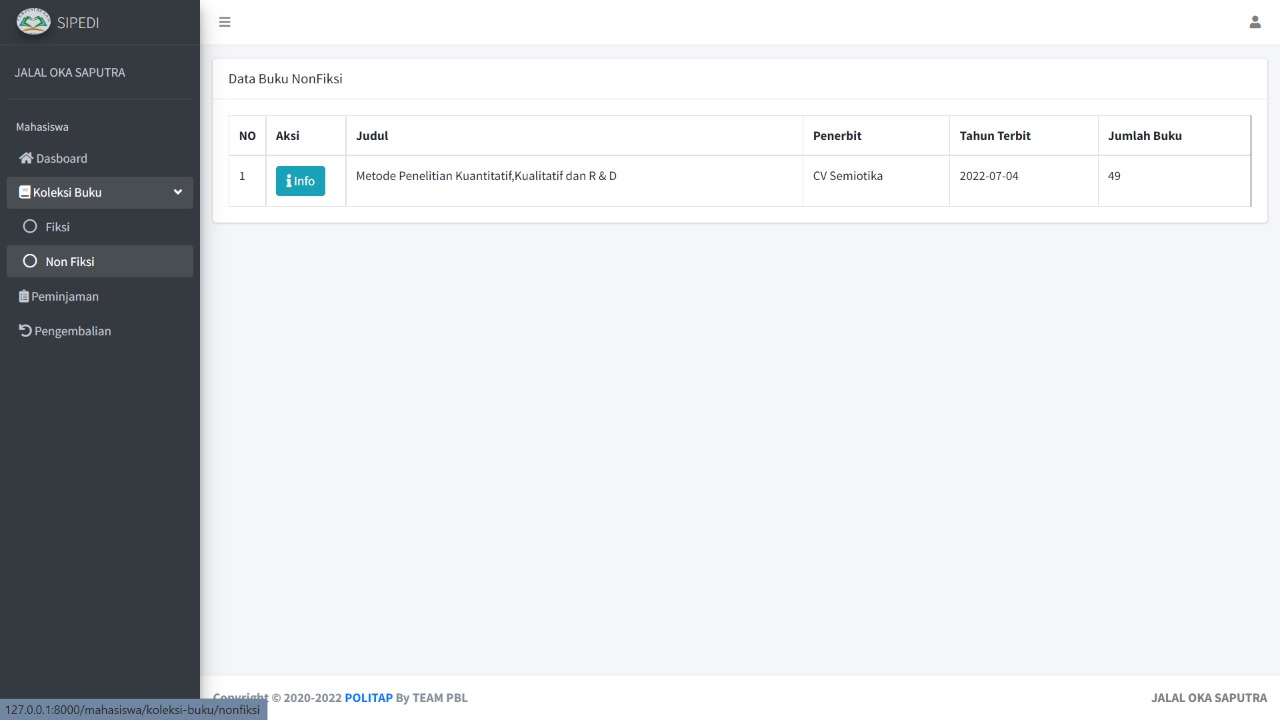 SIPEDI
JALAL OKA SAPUTRA
Mahasiswa
Dasboard
Koleksi Buku
Fiksi
Non Fiksi
Peminjaman
Pengembalian
Data Buku NonFiksi
NO Aksi Judul Penerbit Tahun Terbit Jumlah Buku
1 Info Metode Penelitian Kuantitatif,Kualitatif dan R & D CV Semiotika 2022-07-04 49
Copyright © 2020-2022 POLITAP By TEAM PBL
JALAL OKA SAPUTRA
127.0.0.1:8000/mahasiswa/koleksi-buku/nonfiksi